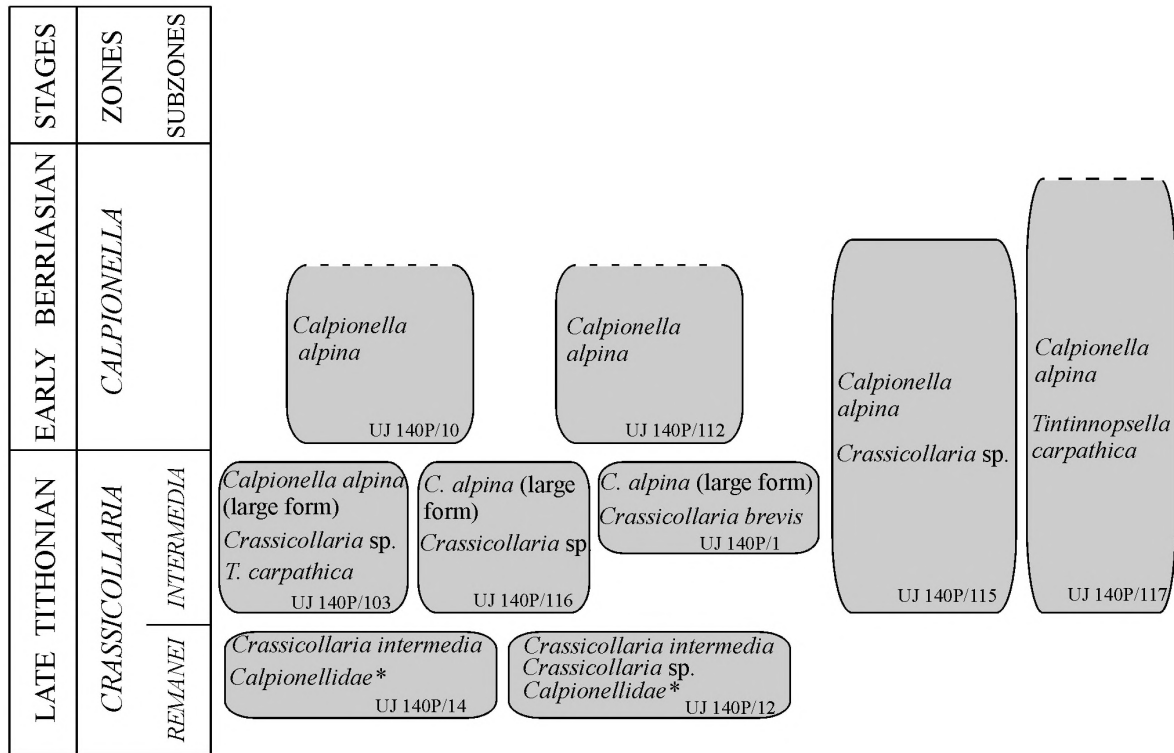 STAGES
ZONES
SUBZONES
EARLY BERRIASIAN
CALPIONELLA
LATE TITHONIAN
CRASSICOLLARIA
INTERMEDIA
REMANEI
Calpionella
alpina
UJ 140P/10
Calpionella
alpina
UJ 140P/112
Calpionella
alpina
Crassicollaria sp.
UJ 140P/115
Calpionella
alpina
Tintinnopsella
carpathica
UJ 140P/117
Calpionella alpina
(large form)
Crassicollaria sp.
T. carpathica
UJ 140P/103
C. alpina (large
form)
Crassicollaria sp.
UJ 140P/116
C. alpina (large form)
Crassicollaria brevis
UJ 140P/1
Crassicollaria intermedia
Calpionellidae*
UJ 140P/14
Crassicollaria intermedia
Crassicollaria sp.
Calpionellidae*
UJ 140P/12